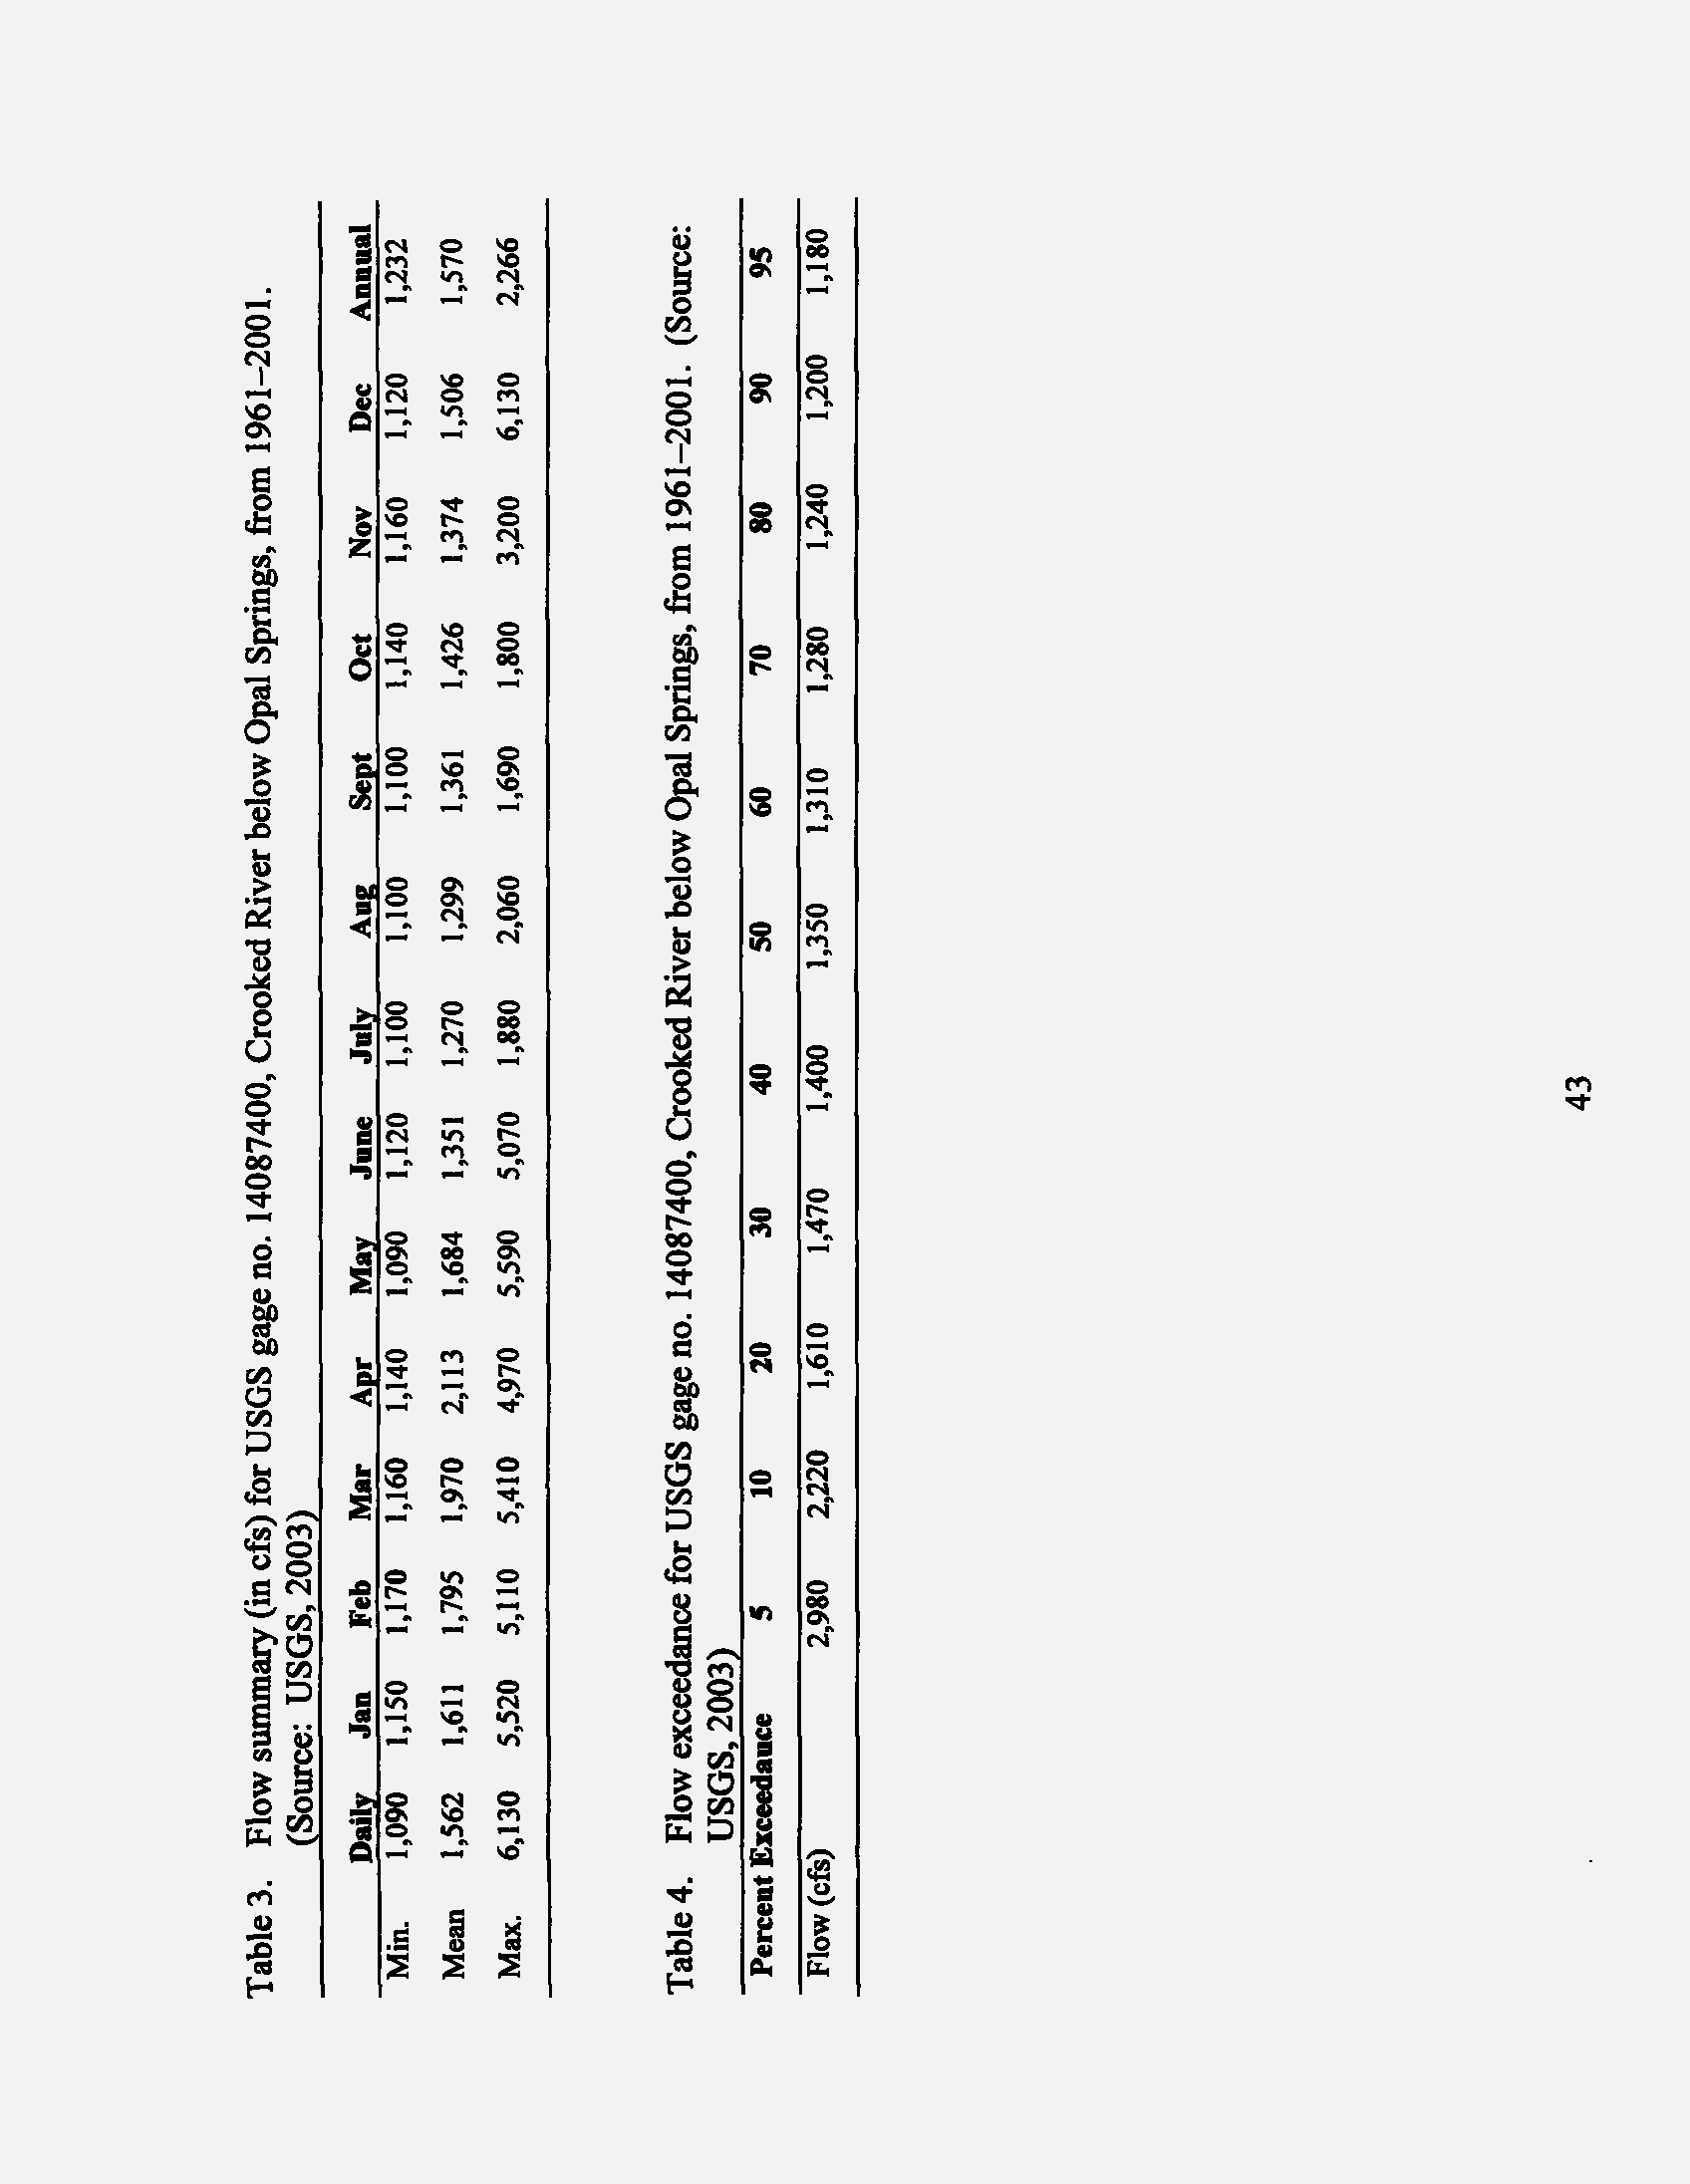 Table 3. Flow summary (in cfs) for USGS gage no. 14087400, Crooked River below Opal Springs, from 1961–2001.
(Source: USGS, 2003)
Daily Jan Feb Mar Apr May June July Aug Sept Oct Nov Dec Annual
Min. 1,090 1,150 1,170 1,160 1,140 1,090 1,120 1,100 1,100 1,100 1,140 1,160 1,120 1,232
Mean 1,562 1,611 1,795 1,970 2,113 1,684 1,351 1,270 1,299 1,361 1,426 1,374 1,506 1,570
Max. 6,130 5,520 5,110 5,410 4,970 5,590 5,070 1,880 2,060 1,690 1,800 3,200 6,130 2,266
Table 4. Flow exceedance for USGS gage no. 14087400, Crooked River below Opal Springs, from 1961–2001. (Source:
USGS, 2003)
Percent Exceedance 5 10 20 30 40 50 60 70 80 90 95
Flow (cfs) 2,980 2,220 1,610 1,470 1,400 1,350 1,310 1,280 1,240 1,200 1,180
43